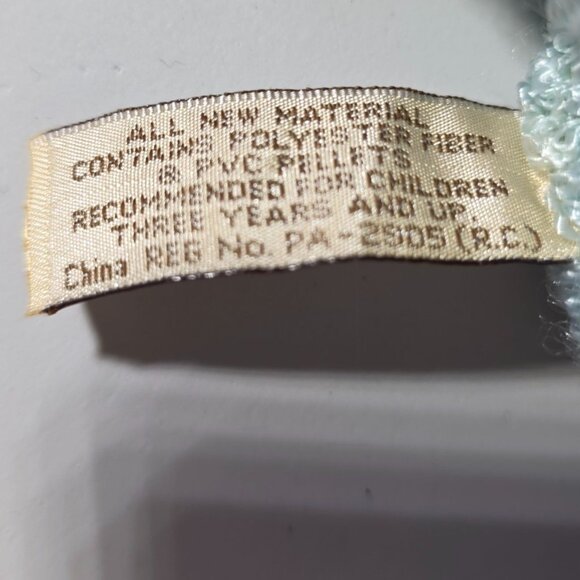 ALL NEW MATERIAL
CONTAINS POLYESTER FIBER
& PVC PELLETS
RECOMMENDED FOR CHILDREN
THREE YEARS AND UP.
China REG No. PA-2505 (R.C.)